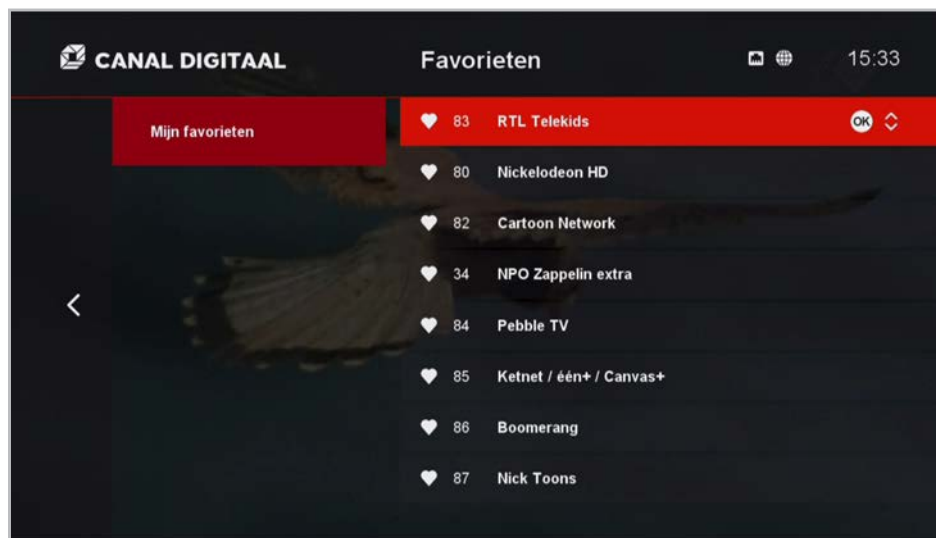 CANAL DIGITAAL
Favorieten
15:33
Mijn favorieten
83 RTL Telekids OK
80 Nickelodeon HD
82 Cartoon Network
34 NPO Zappelin extra
84 Pebble TV
85 Ketnet / één+ / Canvas+
86 Boomerang
87 Nick Toons